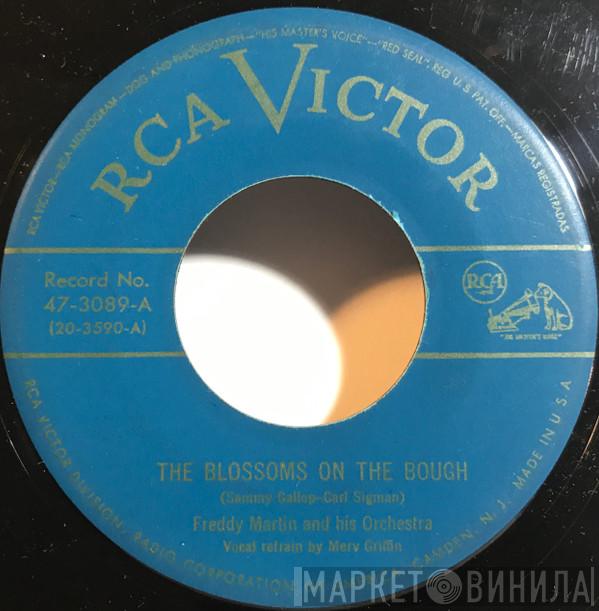 RCA VICTOR—RCA MONOGRAM—DOG AND PHONOGRAPH—"HIS MASTER'S VOICE"—"RED SEAL", REG. U.S. PAT. OFF.—MARCAS REGISTRADAS
RCA VICTOR
Record No.
47-3089-A
(20-3590-A)
RCA
"HIS MASTER'S VOICE"
THE BLOSSOMS ON THE BOUGH
(Sammy Gallop-Carl Sigman)
Freddy Martin and his Orchestra
Vocal refrain by Merv Griffin
RCA VICTOR DIVISION, RADIO CORPORATION CAMDEN, N. J. MADE IN U.S.A.
МАРКЕТ ВИНИЛА